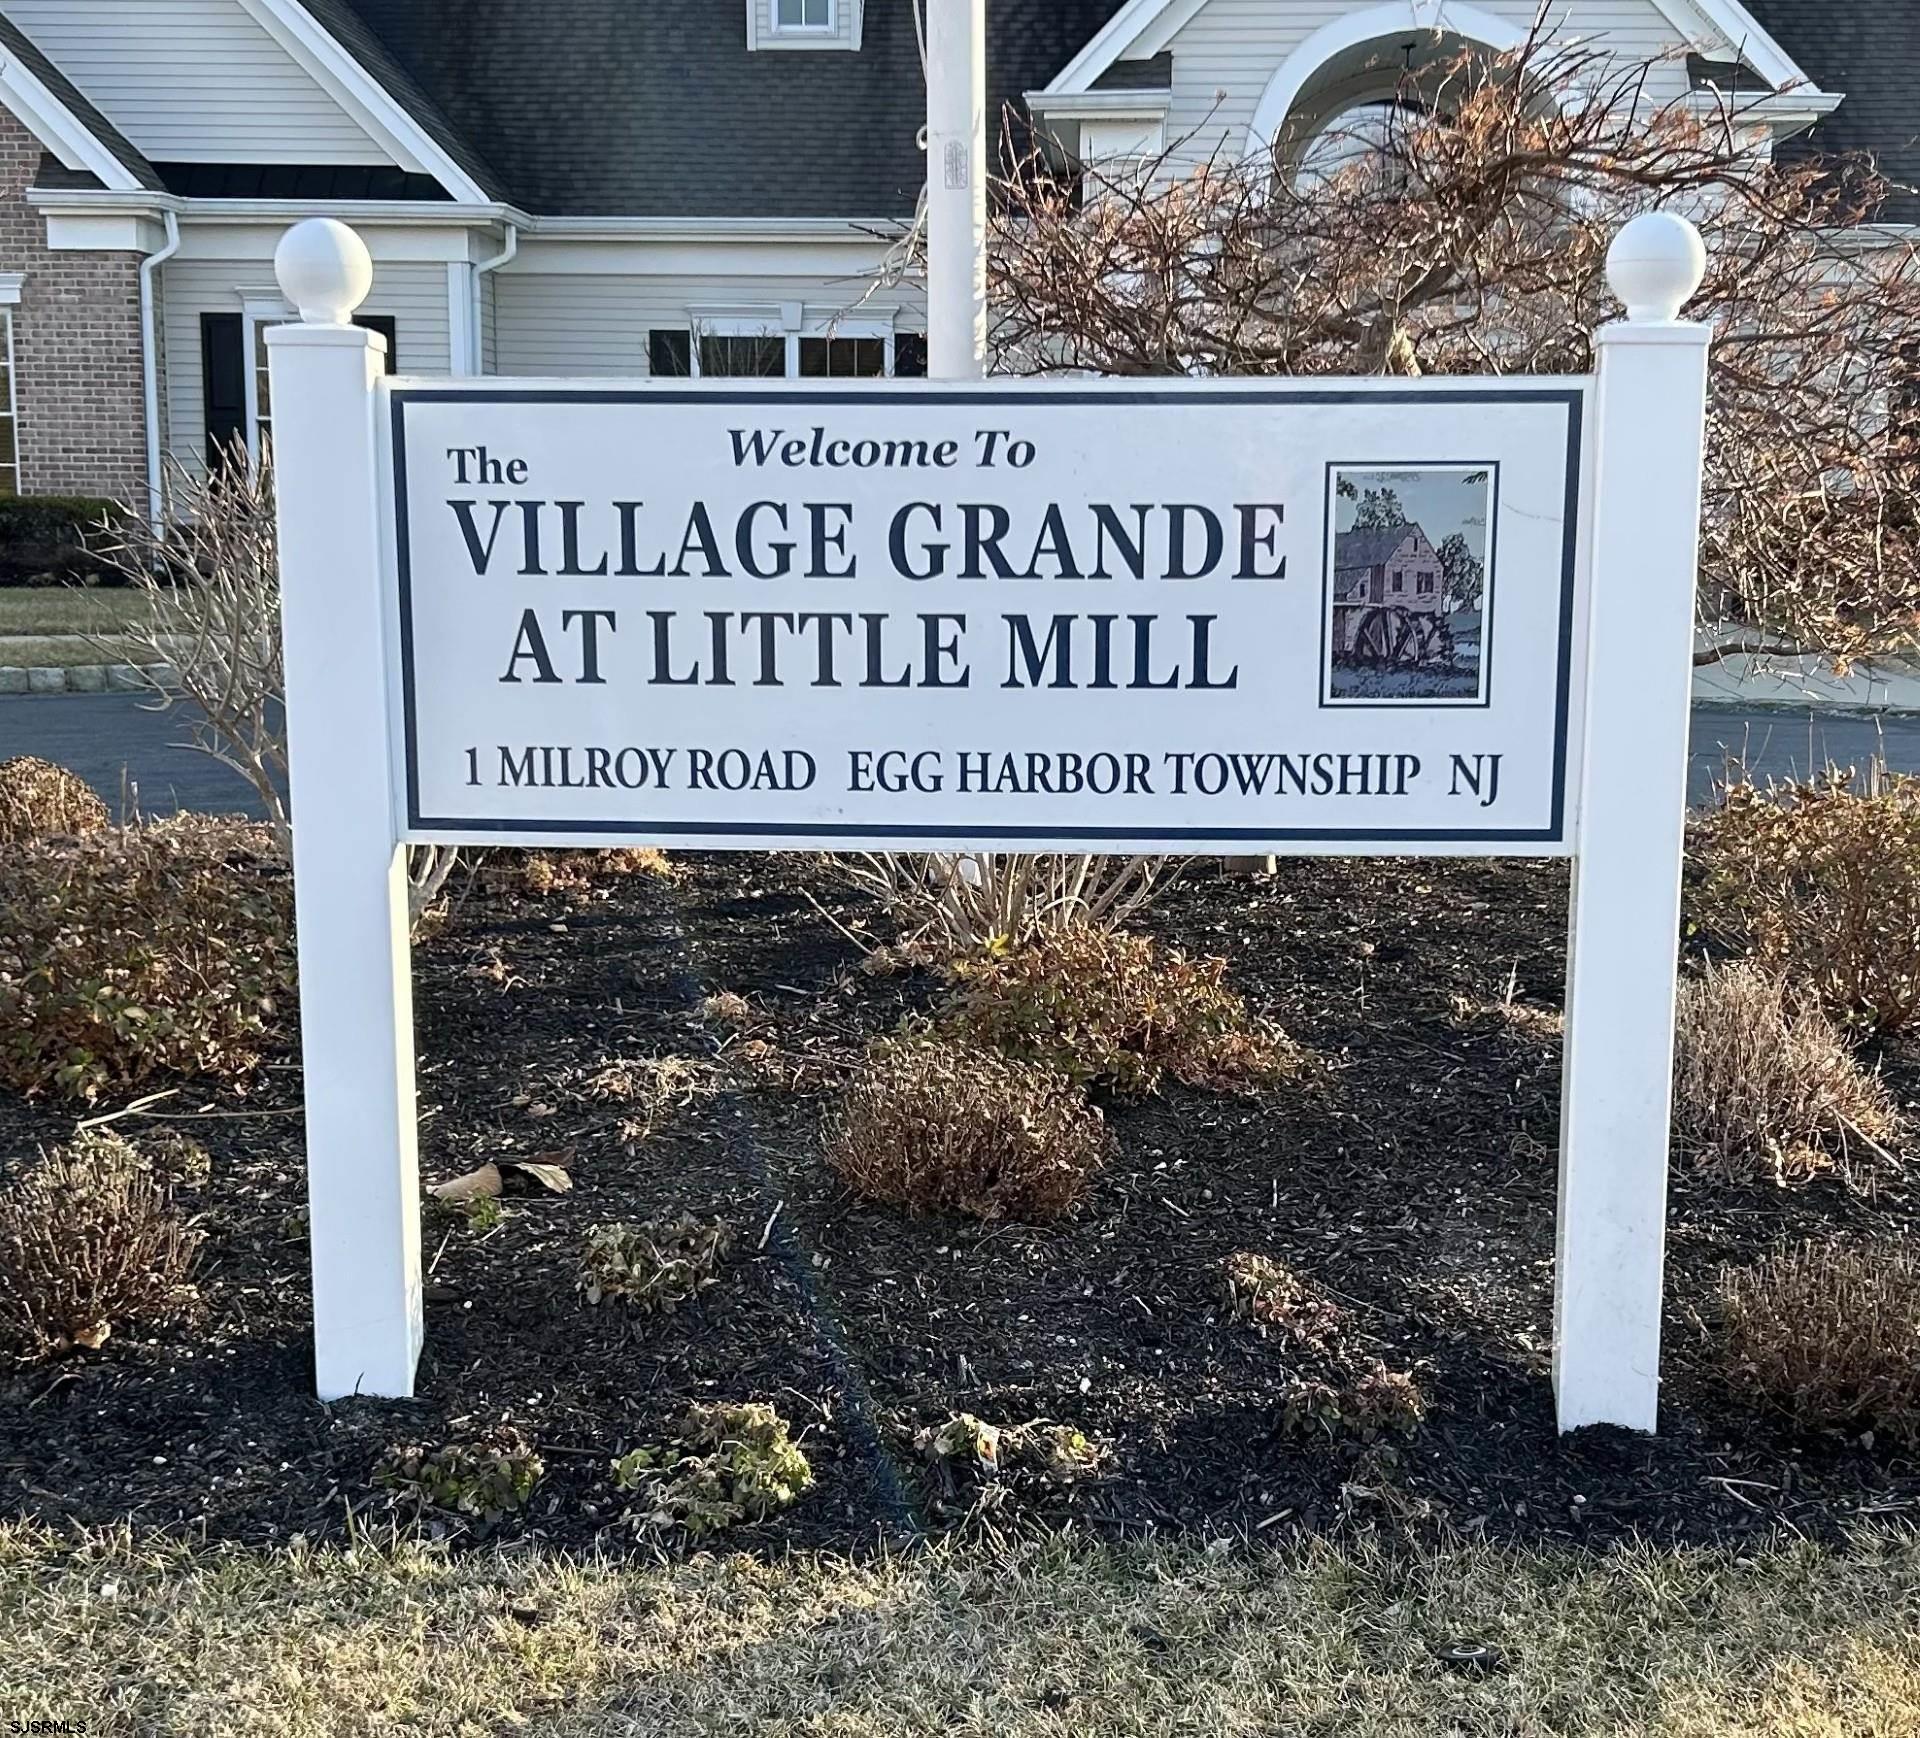 Welcome To
The
VILLAGE GRANDE
AT LITTLE MILL
1 MILROY ROAD EGG HARBOR TOWNSHIP NJ
SJSRMLS